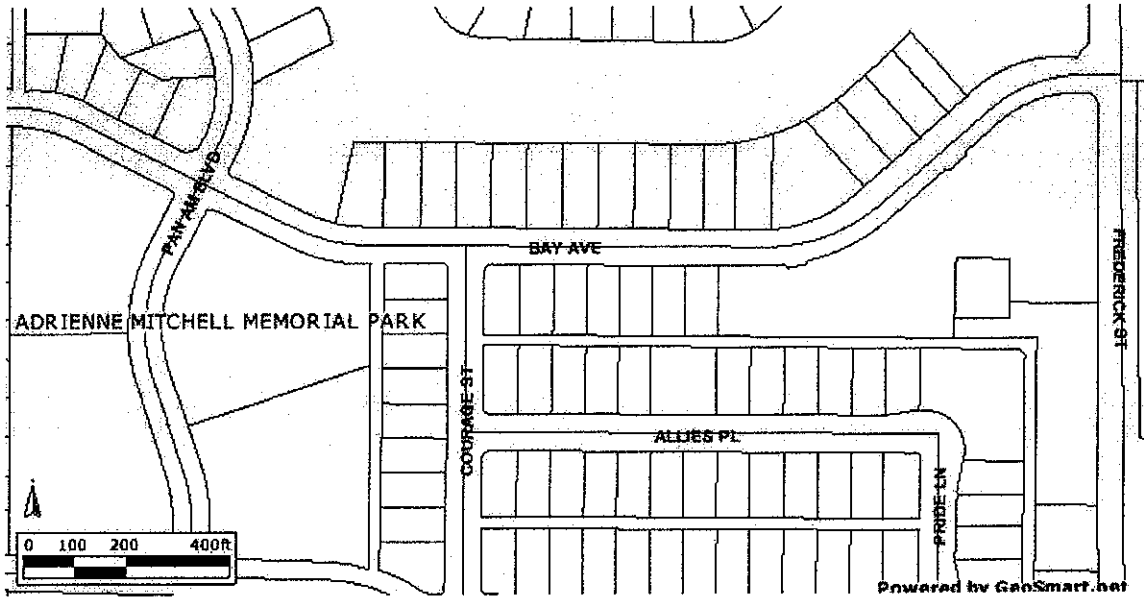 PAN AM BLVD
BAY AVE
FREDERICK ST
ADRIENNE MITCHELL MEMORIAL PARK
COURAGE ST
ALLIES PL
PRIDE LN
0 100 200 400ft
Powered by GeoSmart.net